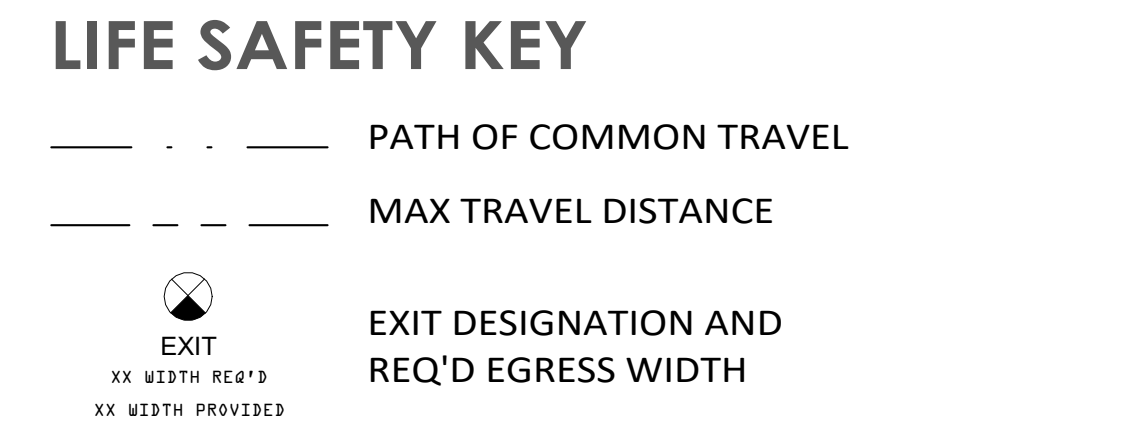 LIFE SAFETY KEY
PATH OF COMMON TRAVEL
MAX TRAVEL DISTANCE
EXIT
XX WIDTH REQ'D
XX WIDTH PROVIDED
EXIT DESIGNATION AND
REQ'D EGRESS WIDTH